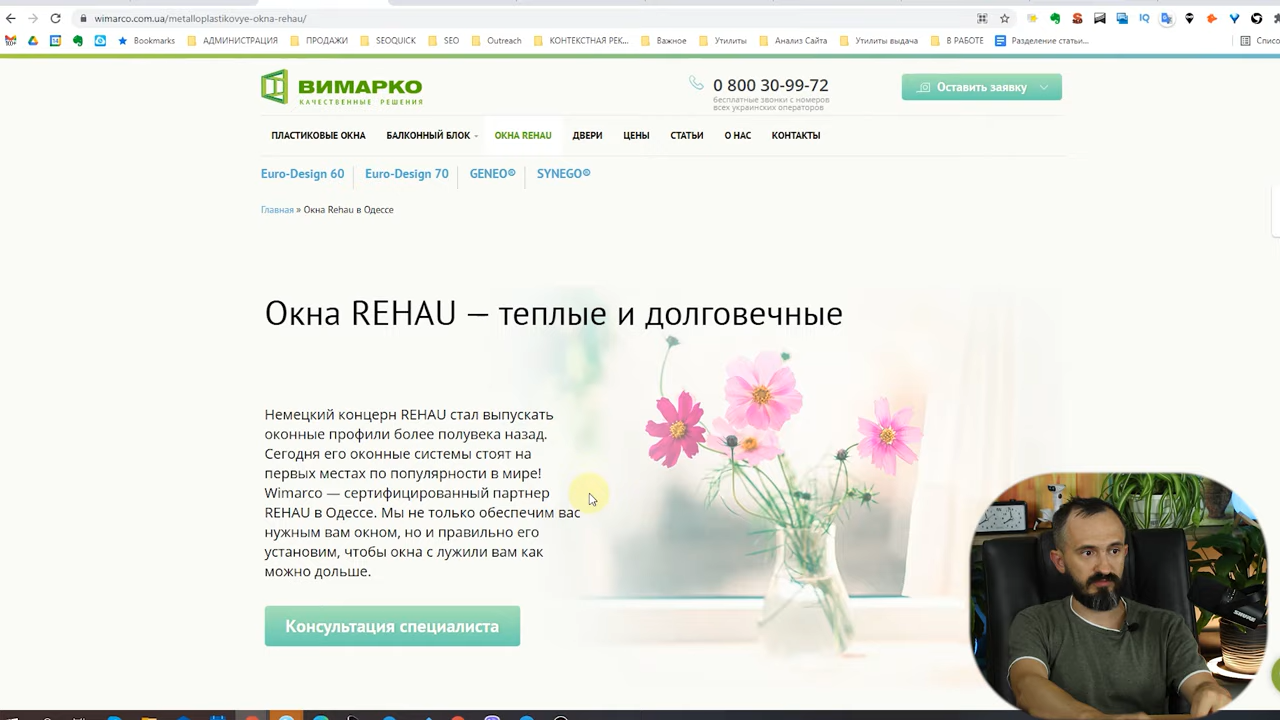 wimarco.com.ua/metalloplastikovye-okna-rehau/
Bookmarks АДМИНИСТРАЦИЯ ПРОДАЖИ SEOQUICK SEO Outreach КОНТЕКСТНАЯ РЕК... Важное Утилиты Анализ Сайта Утилиты выдача В РАБОТЕ Разделение статьи... Списо
ВИМАРКО
КАЧЕСТВЕННЫЕ РЕШЕНИЯ
0 800 30-99-72
бесплатные звонки с номеров
всех украинских операторов
Оставить заявку
ПЛАСТИКОВЫЕ ОКНА БАЛКОННЫЙ БЛОК ОКНА REHAU ДВЕРИ ЦЕНЫ СТАТЬИ О НАС КОНТАКТЫ
Euro-Design 60 Euro-Design 70 GENEO® SYNEGO®
Главная » Окна Rehau в Одессе
Окна REHAU — теплые и долговечные
Немецкий концерн REHAU стал выпускать
оконные профили более полувека назад.
Сегодня его оконные системы стоят на
первых местах по популярности в мире!
Wimarco — сертифицированный партнер
REHAU в Одессе. Мы не только обеспечим вас
нужным вам окном, но и правильно его
установим, чтобы окна с лужили вам как
можно дольше.
Консультация специалиста